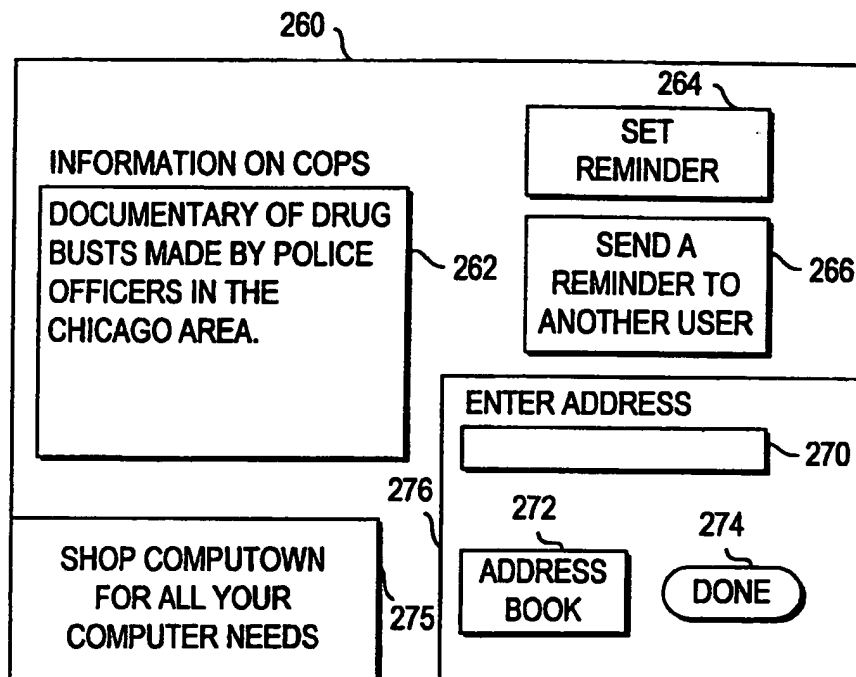 260
264
SET
REMINDER
INFORMATION ON COPS
DOCUMENTARY OF DRUG
BUSTS MADE BY POLICE
OFFICERS IN THE
CHICAGO AREA.
262
SEND A
REMINDER TO
ANOTHER USER
266
ENTER ADDRESS
270
276
272
274
ADDRESS
BOOK
DONE
SHOP COMPUTOWN
FOR ALL YOUR
COMPUTER NEEDS
275